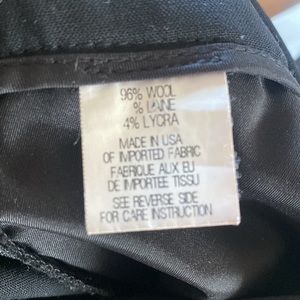 96% WOOL
% LAINE
4% LYCRA
MADE IN USA
OF IMPORTED FABRIC
FABRIQUE AUX EU
DE IMPORTEE TISSU
SEE REVERSE SIDE
FOR CARE INSTRUCTION